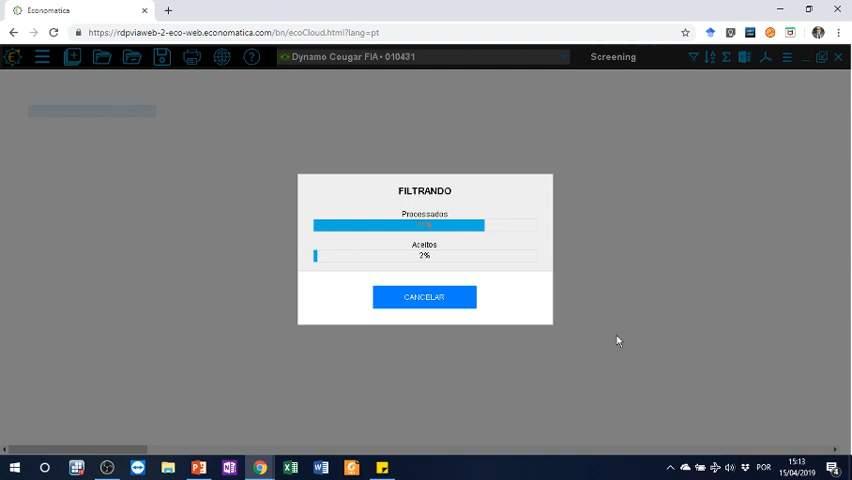 Economatica
https://rdpviaweb-2-eco-web.economatica.com/bn/ecoCloud.html?lang=pt
Dynamo Cougar FIA• 010431
Screening
FILTRANDO
Processados
Aceitos
2%
CANCELAR
POR
15:13
15/04/2019